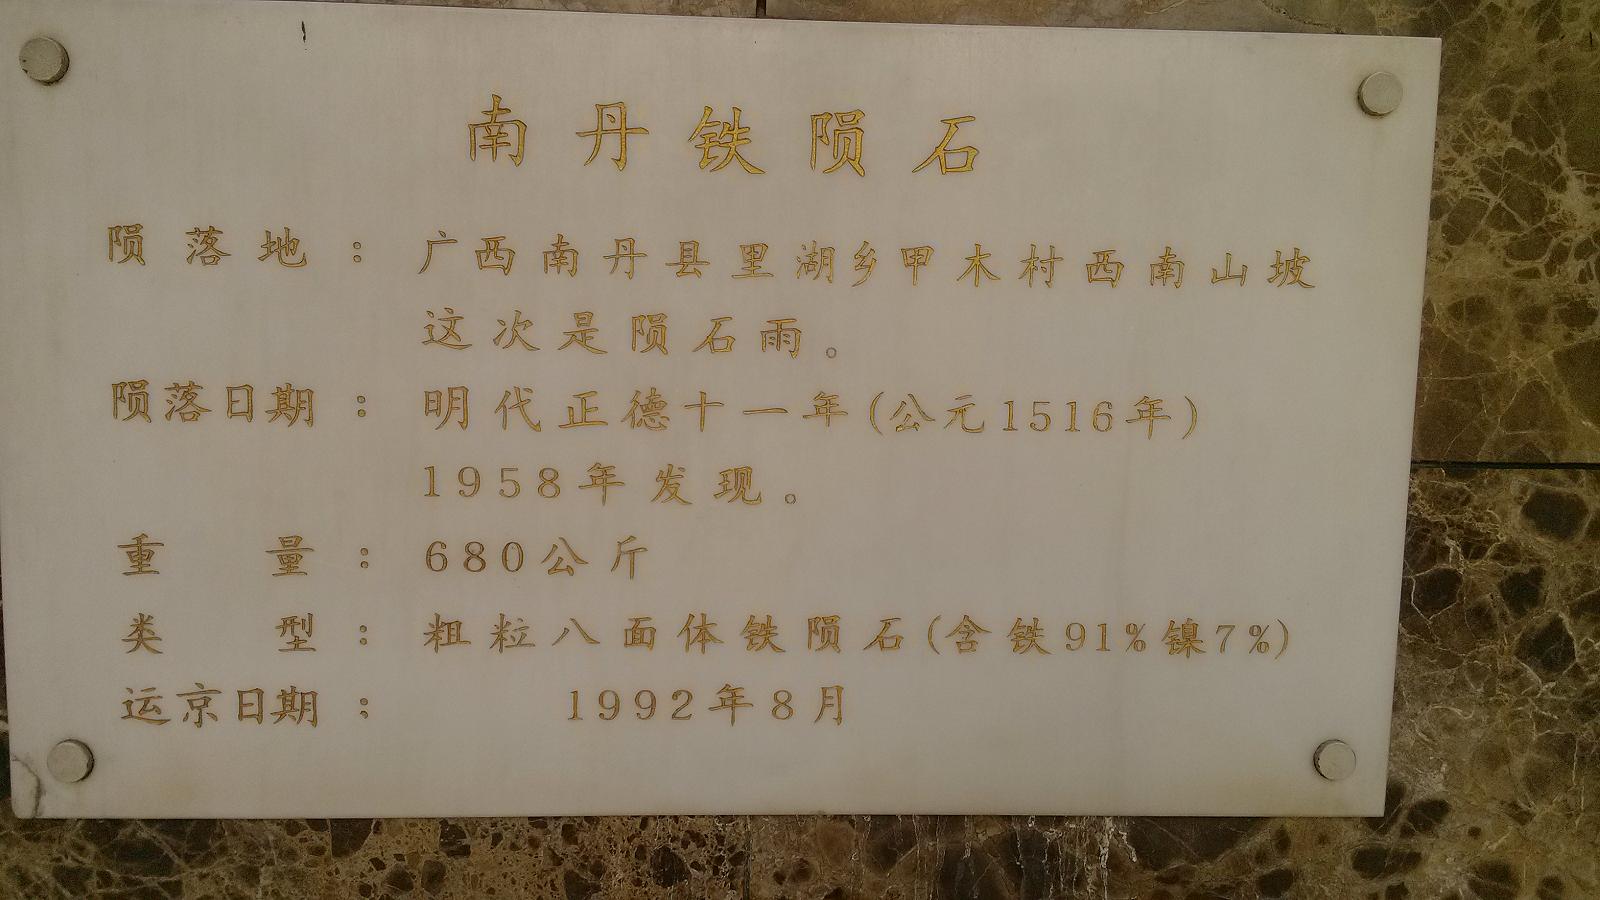 南丹铁陨石
陨落地：广西南丹县里湖乡甲木村西南山坡
这次是陨石雨。
陨落日期：明代正德十一年(公元1516年)
1958年发现。
重量：680公斤
类型：粗粒八面体铁陨石(含铁91%镍7%)
运京日期：1992年8月